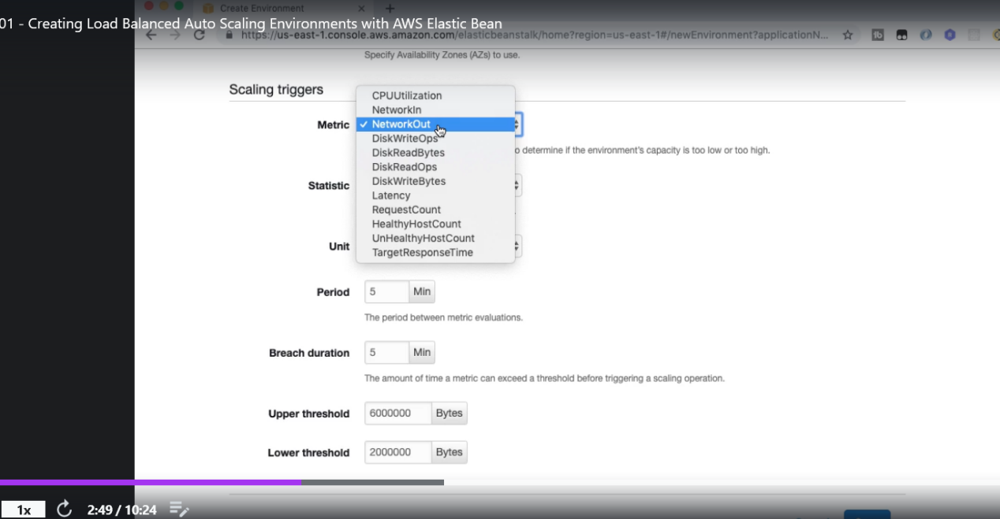 Create Environment
01 - Creating Load Balanced Auto Scaling Environments with AWS Elastic Bean
https://us-east-1.console.aws.amazon.com/elasticbeanstalk/home?region=us-east-1#/newEnvironment?applicationN...
Specify Availability Zones (AZs) to use.
Scaling triggers
CPUUtilization
NetworkIn
Metric ✓ NetworkOut
DiskWriteOps
DiskReadBytes
o determine if the environment's capacity is too low or too high.
DiskReadOps
DiskWriteBytes
Statistic
Latency
RequestCount
HealthyHostCount
UnHealthyHostCount
Unit
TargetResponseTime
Period 5 Min
The period between metric evaluations.
Breach duration 5 Min
The amount of time a metric can exceed a threshold before triggering a scaling operation.
Upper threshold 6000000 Bytes
Lower threshold 2000000 Bytes
1x 2:49 / 10:24